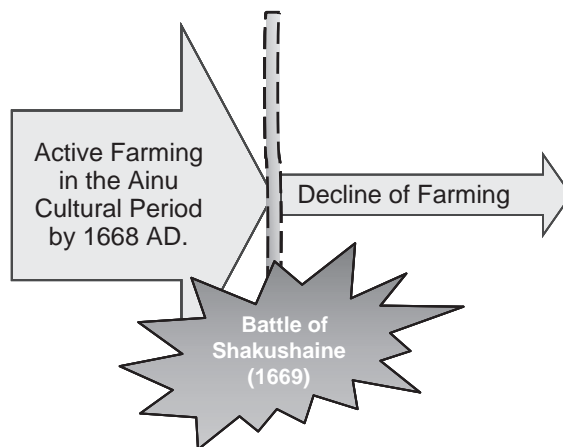 Active Farming
in the Ainu
Cultural Period
by 1668 AD.
Decline of Farming
Battle of
Shakushaine
(1669)